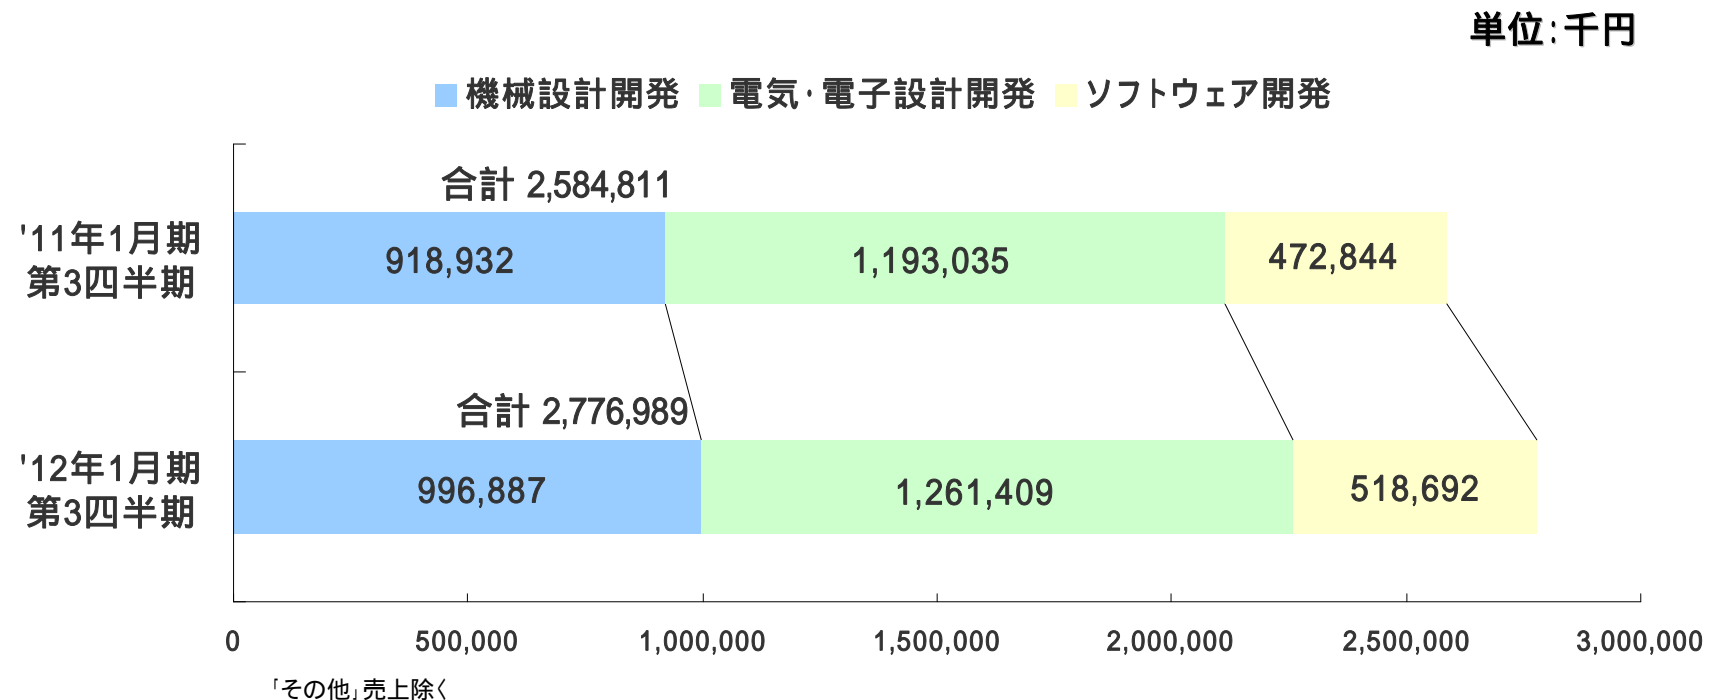 単位：千円
機械設計開発 電気・電子設計開発 ソフトウェア開発
合計 2,584,811
'11年1月期
第3四半期
918,932 1,193,035 472,844
合計 2,776,989
'12年1月期
第3四半期
996,887 1,261,409 518,692
0 500,000 1,000,000 1,500,000 2,000,000 2,500,000 3,000,000
「その他」売上除く